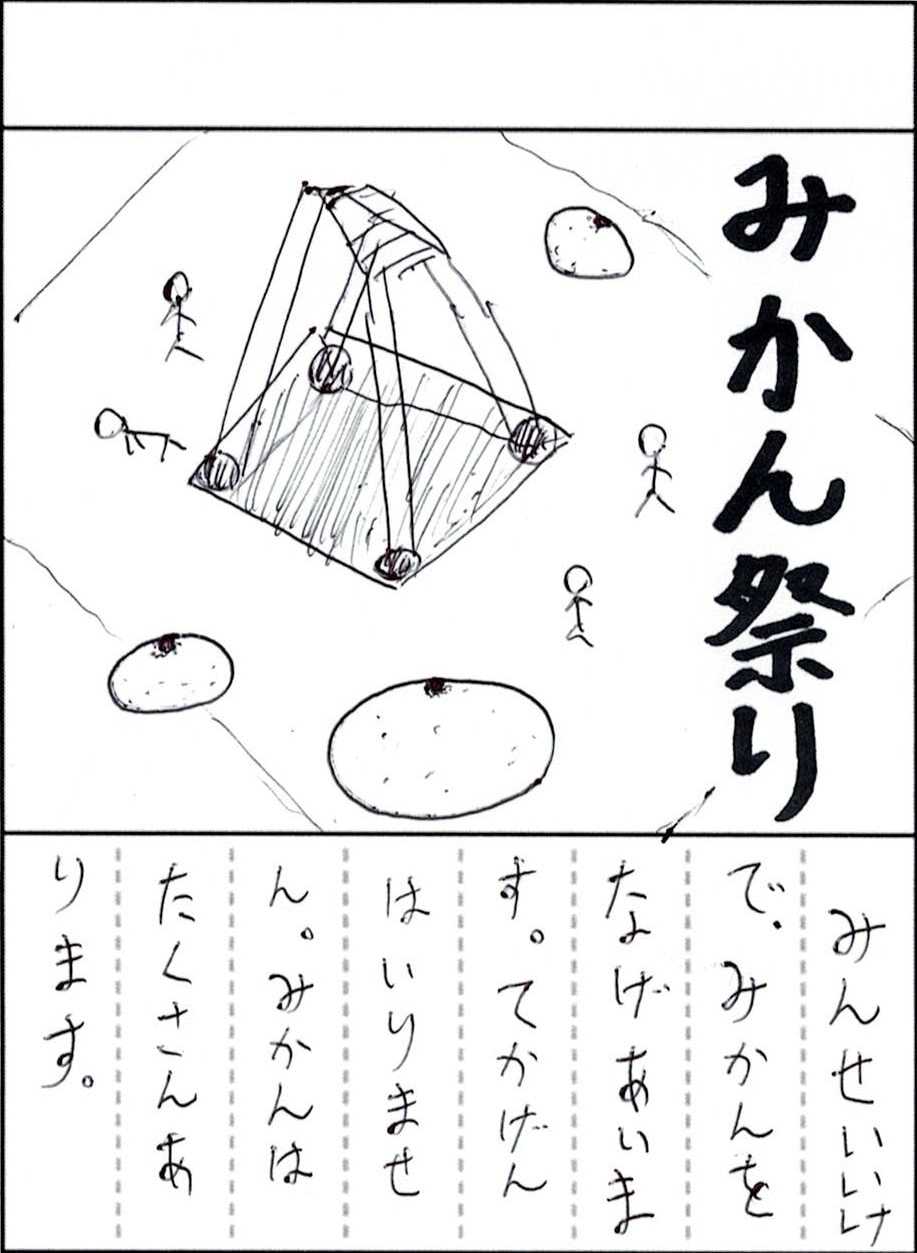 みかん祭り
みんせいいけ
で、みかんを
なげあいま
す。てかげん
はいりませ
ん。みかんは
たくさんあ
ります。